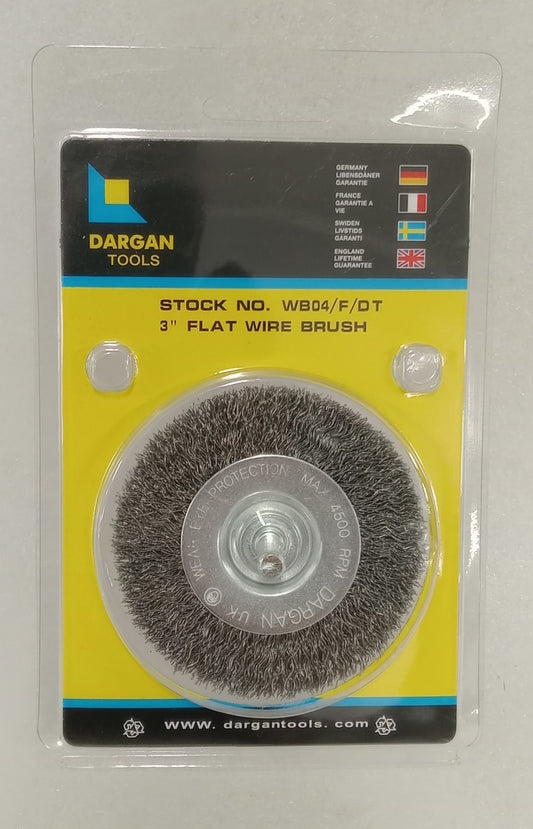 DARGAN
TOOLS
GERMANY
LIBENSDANER
GARANTIE
FRANCE
GARANTIE A
VIE
SWIDEN
LIVSTIDS
GARANTI
ENGLAND
LIFETIME
GUARANTEE
STOCK NO. WB04/F/DT
3" FLAT WIRE BRUSH
WEAR EYE PROTECTION MAX. 4500 RPM DARGAN UK
www. dargantools. com